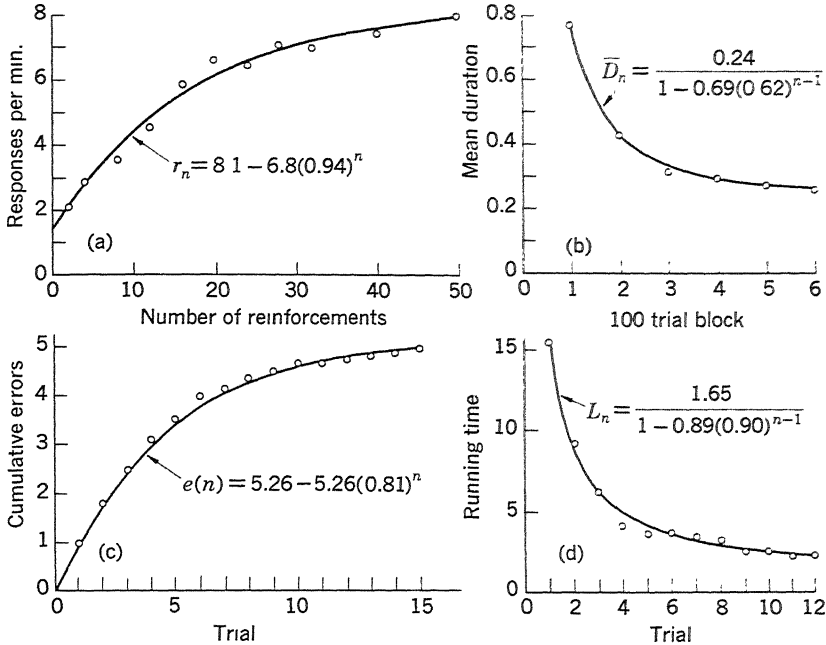 Responses per min.
8
6
4
2
0
r_n = 8 1 − 6.8(0.94)^n
(a)
0 10 20 30 40 50
Number of reinforcements
Mean duration
0.8
0.6
0.4
0.2
0
D̅_n = 0.24 / 1 − 0.69(0 62)^{n−1}
(b)
0 1 2 3 4 5 6
100 trial block
Cumulative errors
5
4
3
2
1
0
e(n) = 5.26 − 5.26(0.81)^n
(c)
0 5 10 15
Trial
Running time
15
10
5
0
L_n = 1.65 / 1 − 0.89(0.90)^{n−1}
(d)
2 4 6 8 10 12
Trial